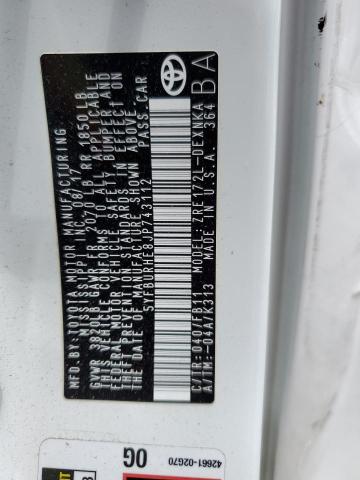 MFD. BY: TOYOTA MOTOR MANUFACTURING
MISSISSIPPI INC. 08/17
GVWR 3820LB GAWR FR 2070 LB RR 1850LB
THIS VEHICLE CONFORMS TO ALL APPLICABLE
FEDERAL MOTOR VEHICLE SAFETY BUMPER AND
THEFT PREVENTION STANDARDS IN EFFECT ON
THE DATE OF MANUFACTURE SHOWN ABOVE.
5YFBURHE8JP743112 PASS.CAR
TOYOTA
C/TR: 040/FB11 MODEL: ZRE172L-DEXNKA
A/TM: -04A/K313 MADE IN U.S.A. 364 BA
42661-02G70
0G